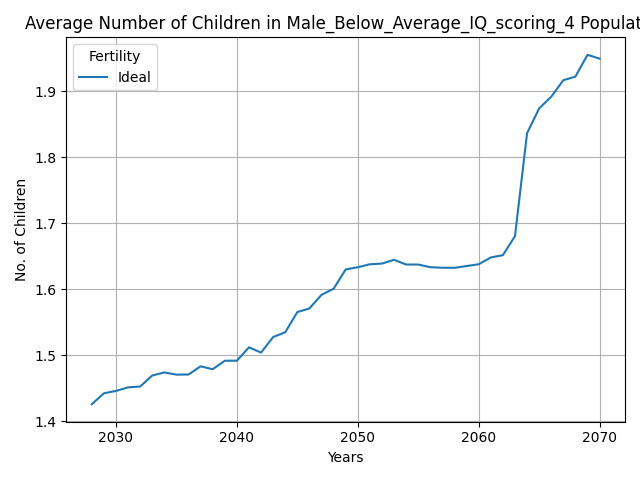 Average Number of Children in Male_Below_Average_IQ_scoring_4 Populat
Fertility
Ideal
No. of Children
1.9
1.8
1.7
1.6
1.5
1.4
2030 2040 2050 2060 2070
Years